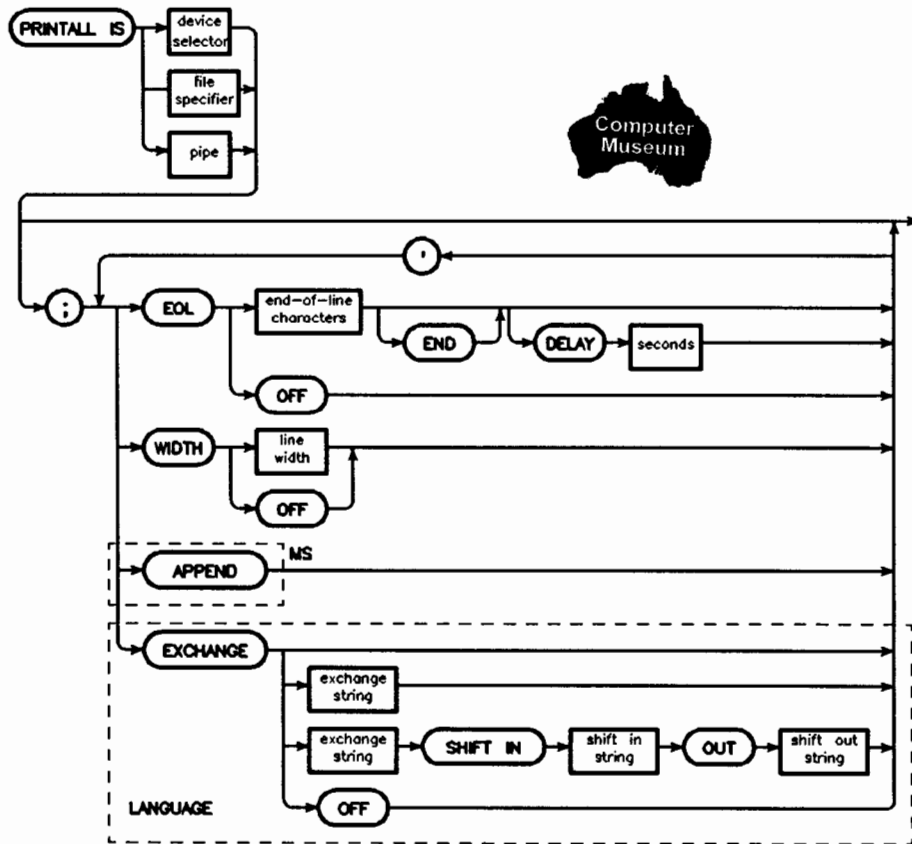 PRINTALL IS
device
selector
file
specifier
pipe
Computer
Museum
,
;
EOL
end-of-line
characters
END
DELAY
seconds
OFF
WIDTH
line
width
OFF
APPEND
MS
EXCHANGE
exchange
string
exchange
string
SHIFT IN
shift in
string
OUT
shift out
string
OFF
LANGUAGE